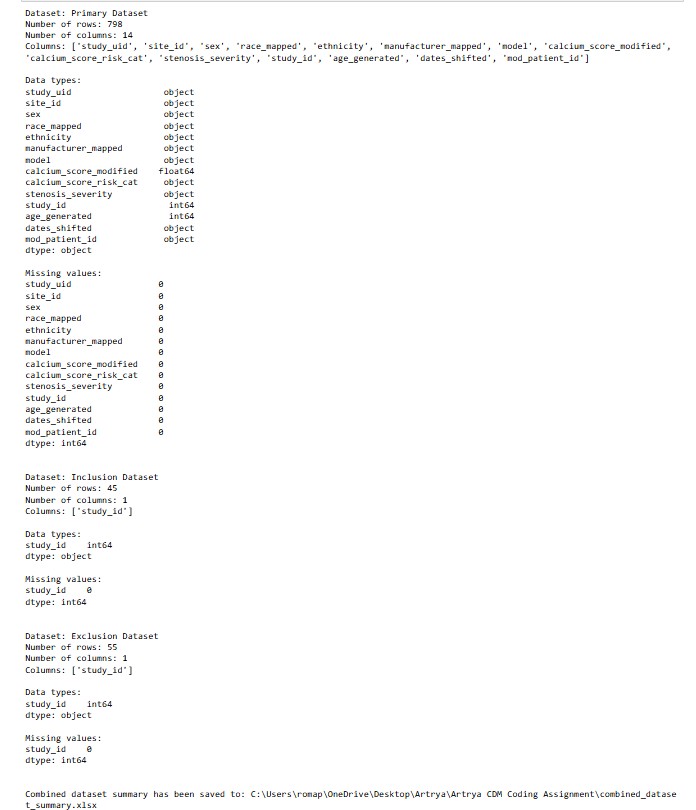 Dataset: Primary Dataset
Number of rows: 798
Number of columns: 14
Columns: ['study_uid', 'site_id', 'sex', 'race_mapped', 'ethnicity', 'manufacturer_mapped', 'model', 'calcium_score_modified',
'calcium_score_risk_cat', 'stenosis_severity', 'study_id', 'age_generated', 'dates_shifted', 'mod_patient_id']
Data types:
study_uid object
site_id object
sex object
race_mapped object
ethnicity object
manufacturer_mapped object
model object
calcium_score_modified float64
calcium_score_risk_cat object
stenosis_severity object
study_id int64
age_generated int64
dates_shifted object
mod_patient_id object
dtype: object
Missing values:
study_uid 0
site_id 0
sex 0
race_mapped 0
ethnicity 0
manufacturer_mapped 0
model 0
calcium_score_modified 0
calcium_score_risk_cat 0
stenosis_severity 0
study_id 0
age_generated 0
dates_shifted 0
mod_patient_id 0
dtype: int64
Dataset: Inclusion Dataset
Number of rows: 45
Number of columns: 1
Columns: ['study_id']
Data types:
study_id int64
dtype: object
Missing values:
study_id 0
dtype: int64
Dataset: Exclusion Dataset
Number of rows: 55
Number of columns: 1
Columns: ['study_id']
Data types:
study_id int64
dtype: object
Missing values:
study_id 0
dtype: int64
Combined dataset summary has been saved to: C:\Users\romap\OneDrive\Desktop\Artrya\Artrya CDM Coding Assignment\combined_datase
t_summary.xlsx